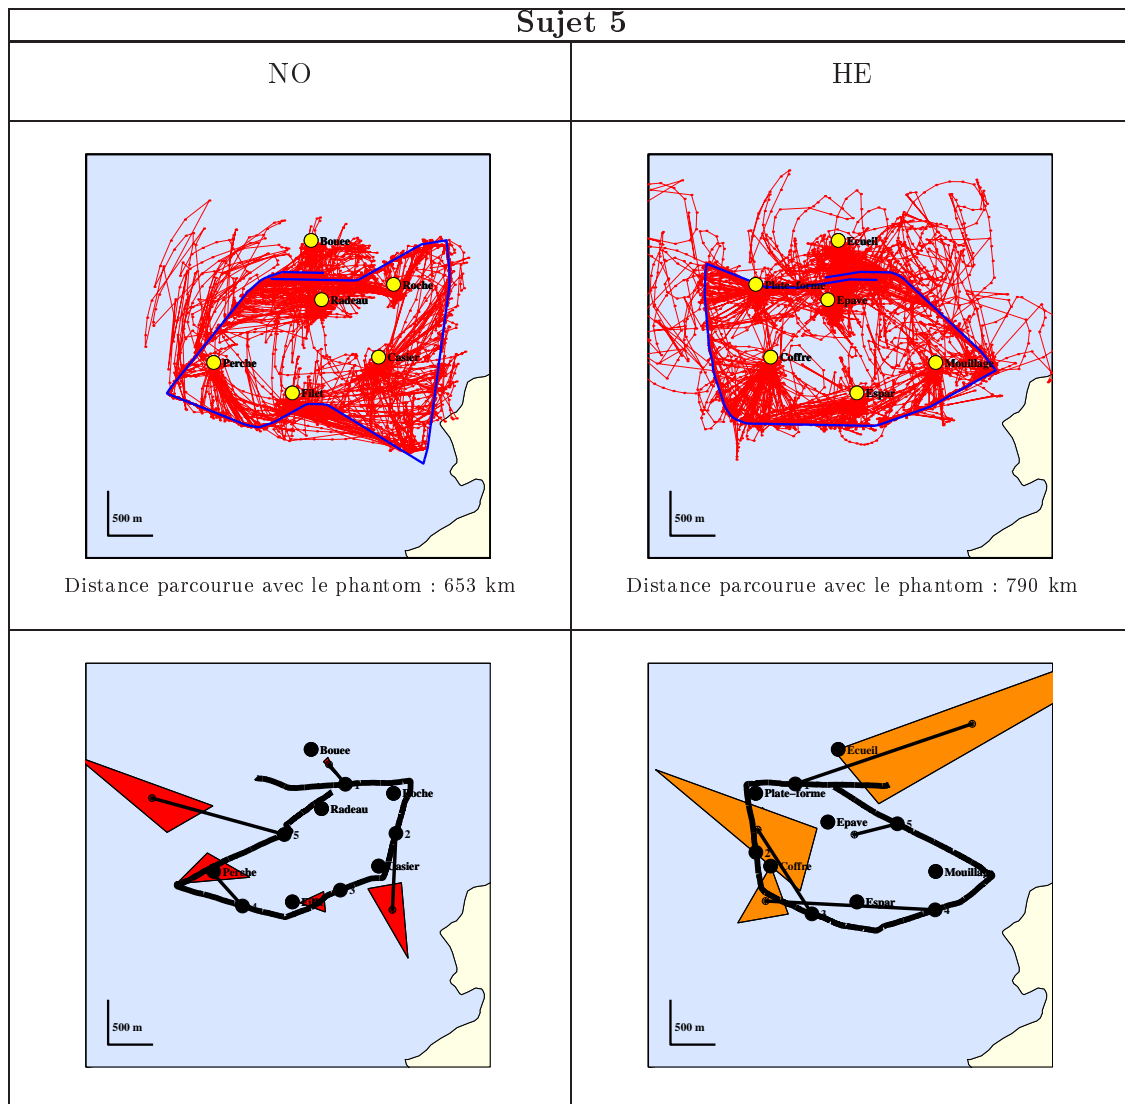 Sujet 5
NO
HE
Bouee
Roche
Radeau
Casier
Perche
Filet
500 m
Ecueil
Plate-forme
Epave
Coffre
Mouillage
Espar
500 m
Distance parcourue avec le phantom : 653 km
Distance parcourue avec le phantom : 790 km
Bouee
1
Roche
Radeau
2
5
Casier
Perche
3
4
500 m
Ecueil
1
Plate-forme
Epave
5
2
Coffre
Mouillage
Espar
3
4
500 m